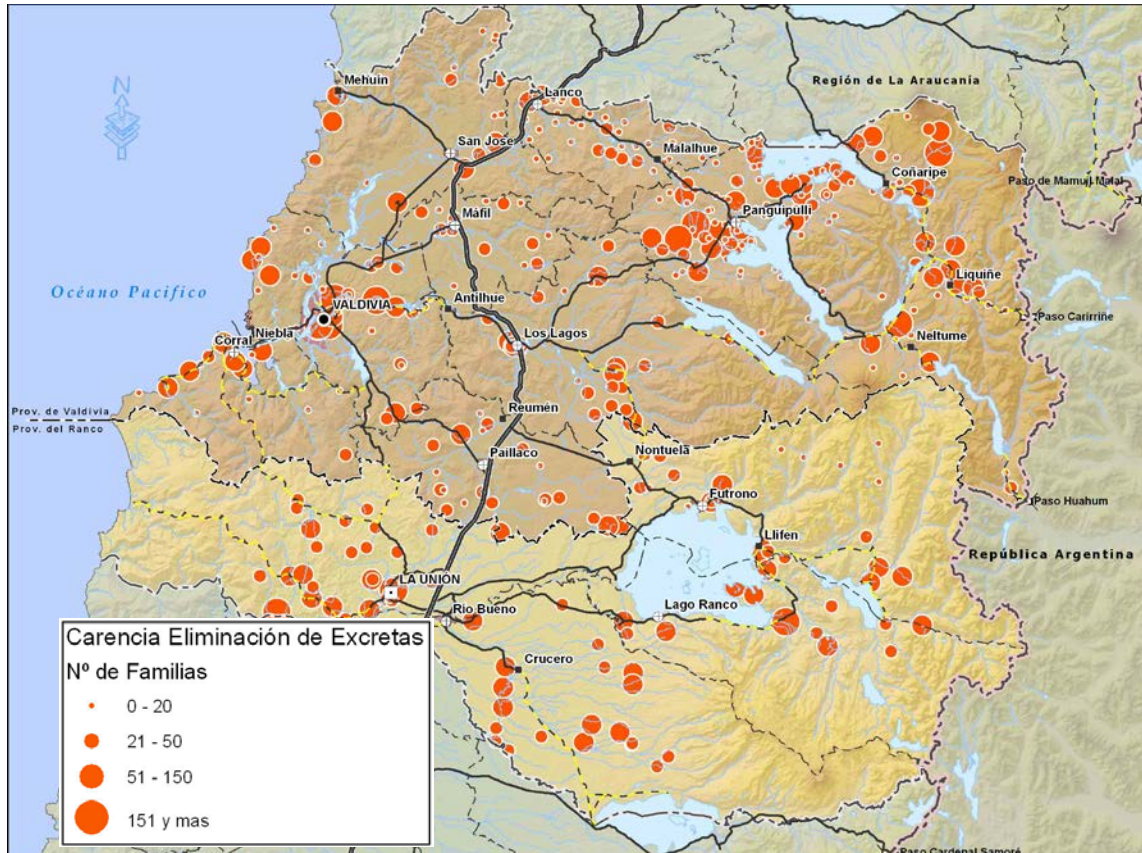 Región de La Araucanía
N
Mehuin
Lanco
San José
Malalhue
Coñaripe
Paso de Mamuil Malal
Máfil
Panguipulli
Océano Pacifico
Liquiñe
VALDIVIA
Antilhue
Paso Carirriñe
Niebla
Los Lagos
Corral
Neltume
Prov. de Valdivia
Prov. del Ranco
Reumén
Paillaco
Nontuela
Futrono
Paso Huahum
Llifen
República Argentina
LA UNIÓN
Rio Bueno
Lago Ranco
Crucero
Carencia Eliminación de Excretas
Nº de Familias
0 - 20
21 - 50
51 - 150
151 y mas
Paso Cardenal Samoré